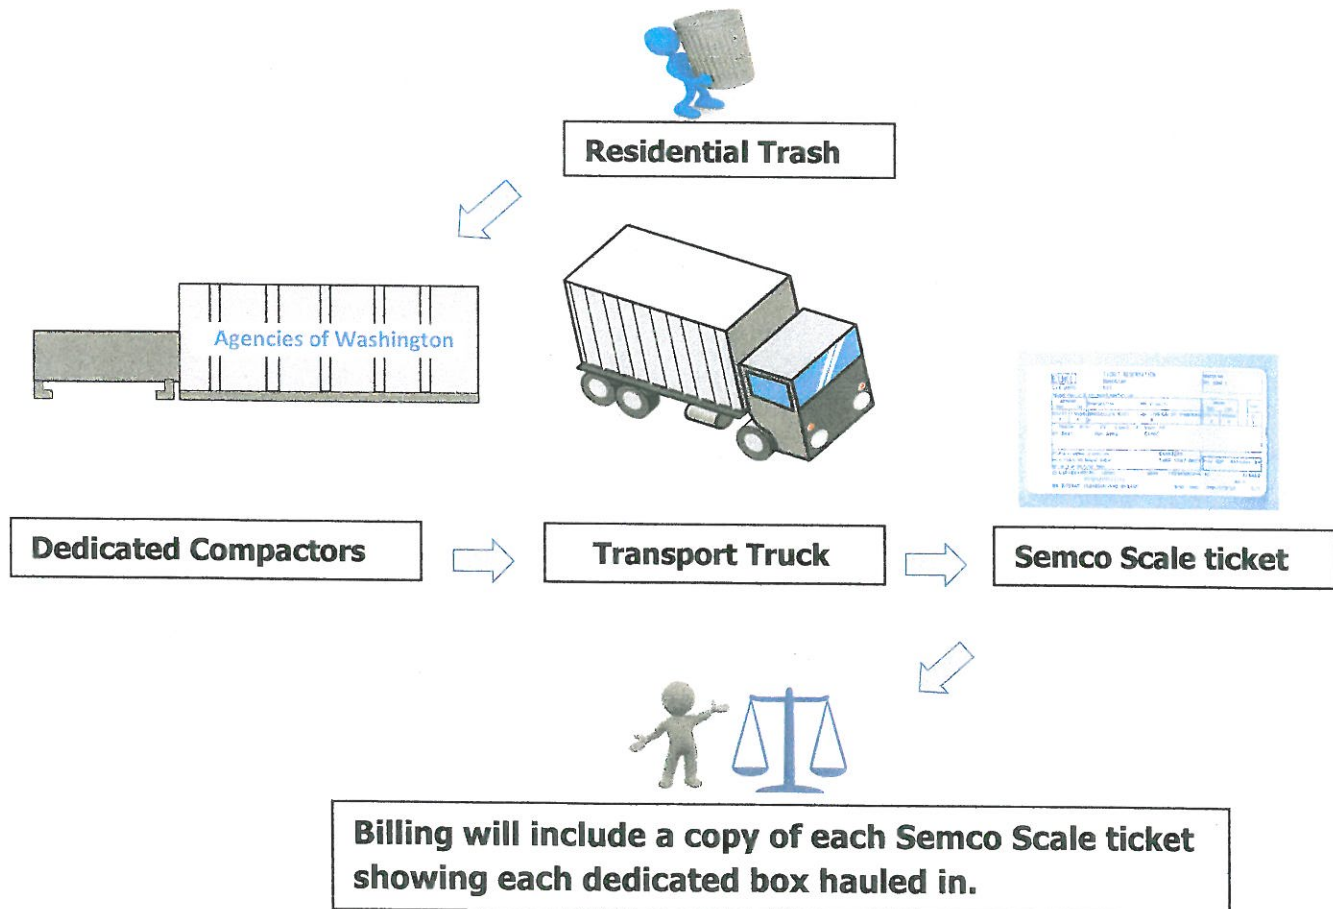 Residential Trash
Agencies of Washington
Dedicated Compactors
Transport Truck
Semco Scale ticket
Billing will include a copy of each Semco Scale ticket
showing each dedicated box hauled in.